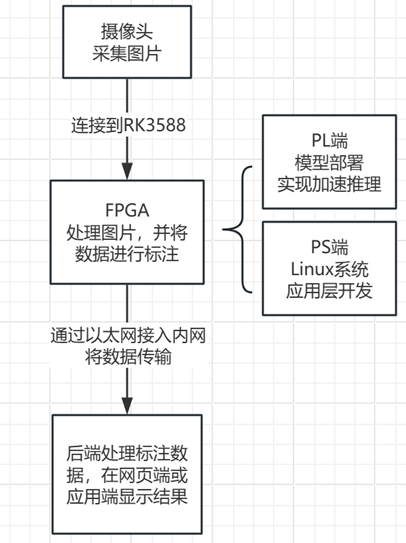 摄像头
采集图片
连接到RK3588
FPGA
处理图片，并将
数据进行标注
PL端
模型部署
实现加速推理
PS端
Linux系统
应用层开发
通过以太网接入内网
将数据传输
后端处理标注数
据，在网页端或
应用端显示结果